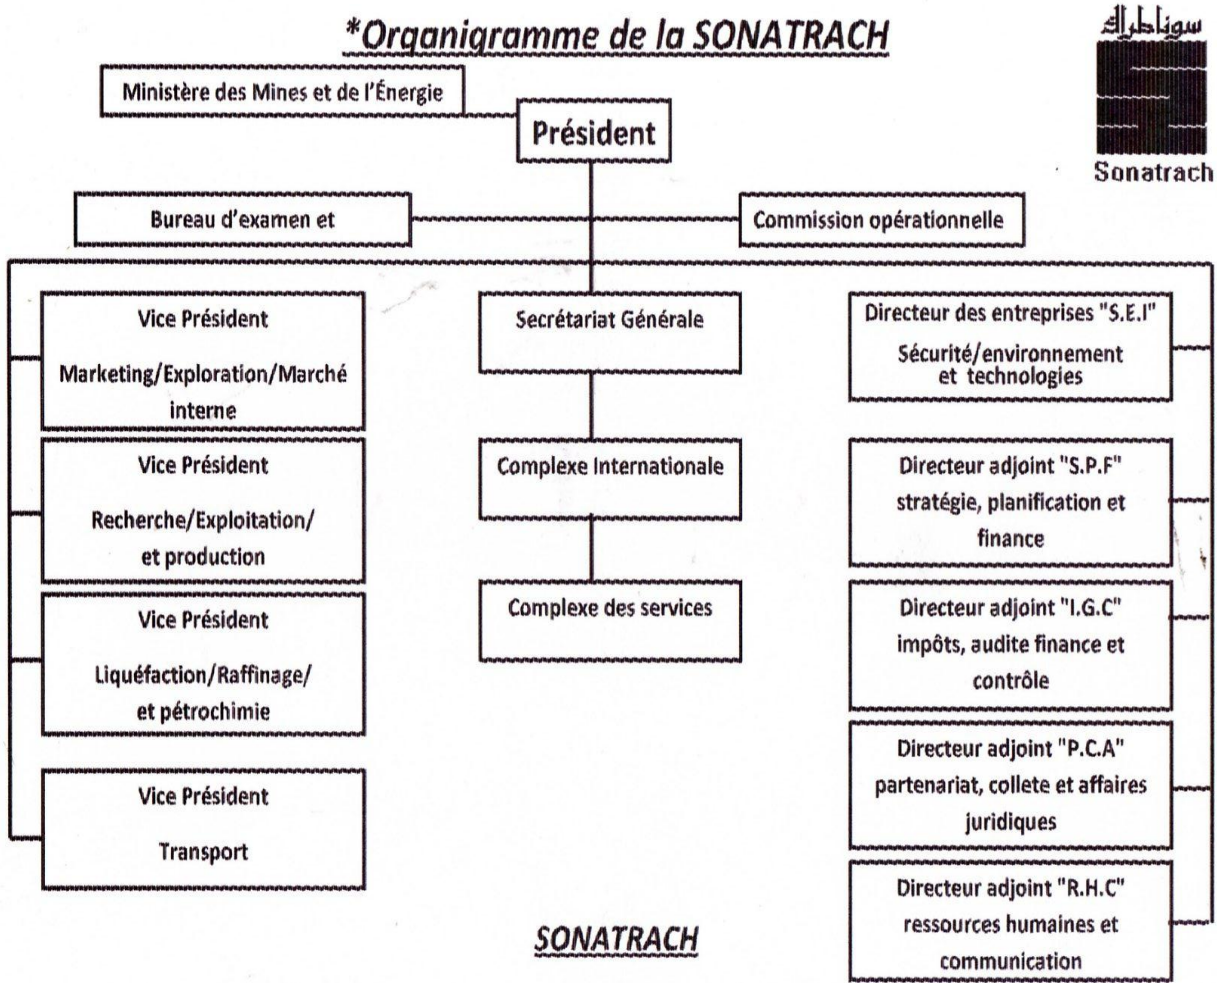 *Organigramme de la SONATRACH
سوناطراك
Sonatrach
Ministère des Mines et de l'Énergie
Président
Bureau d'examen et
Commission opérationnelle
Vice Président
Marketing/Exploration/Marché
interne
Vice Président
Recherche/Exploitation/
et production
Vice Président
Liquéfaction/Raffinage/
et pétrochimie
Vice Président
Transport
Secrétariat Générale
Complexe Internationale
Complexe des services
Directeur des entreprises "S.E.I"
Sécurité/environnement
et technologies
Directeur adjoint "S.P.F"
stratégie, planification et
finance
Directeur adjoint "I.G.C"
impôts, audite finance et
contrôle
Directeur adjoint "P.C.A"
partenariat, collete et affaires
juridiques
Directeur adjoint "R.H.C"
ressources humaines et
communication
SONATRACH